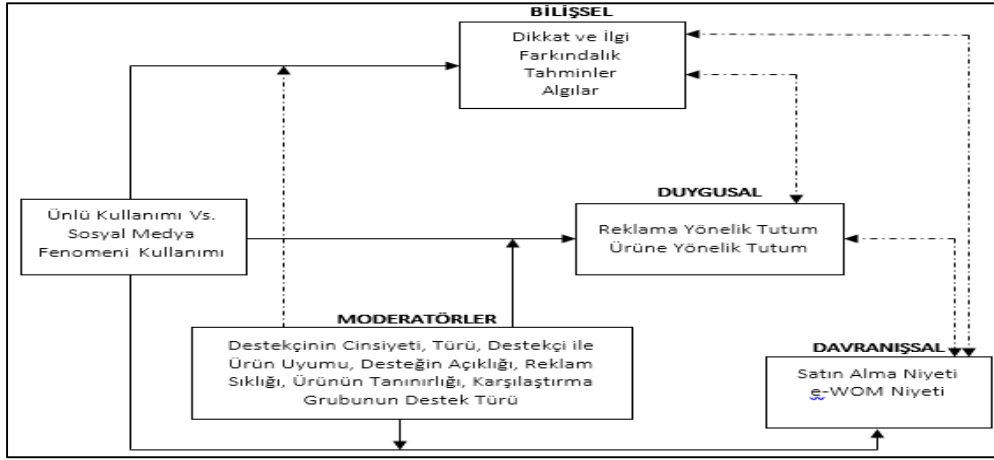 BİLİŞSEL
Dikkat ve İlgi
Farkındalık
Tahminler
Algılar
Ünlü Kullanımı Vs.
Sosyal Medya
Fenomeni Kullanımı
DUYGUSAL
Reklama Yönelik Tutum
Ürüne Yönelik Tutum
MODERATÖRLER
Destekçinin Cinsiyeti, Türü, Destekçi ile
Ürün Uyumu, Desteğin Açıklığı, Reklam
Sıklığı, Ürünün Tanınırlığı, Karşılaştırma
Grubunun Destek Türü
DAVRANIŞSAL
Satın Alma Niyeti
e-WOM Niyeti